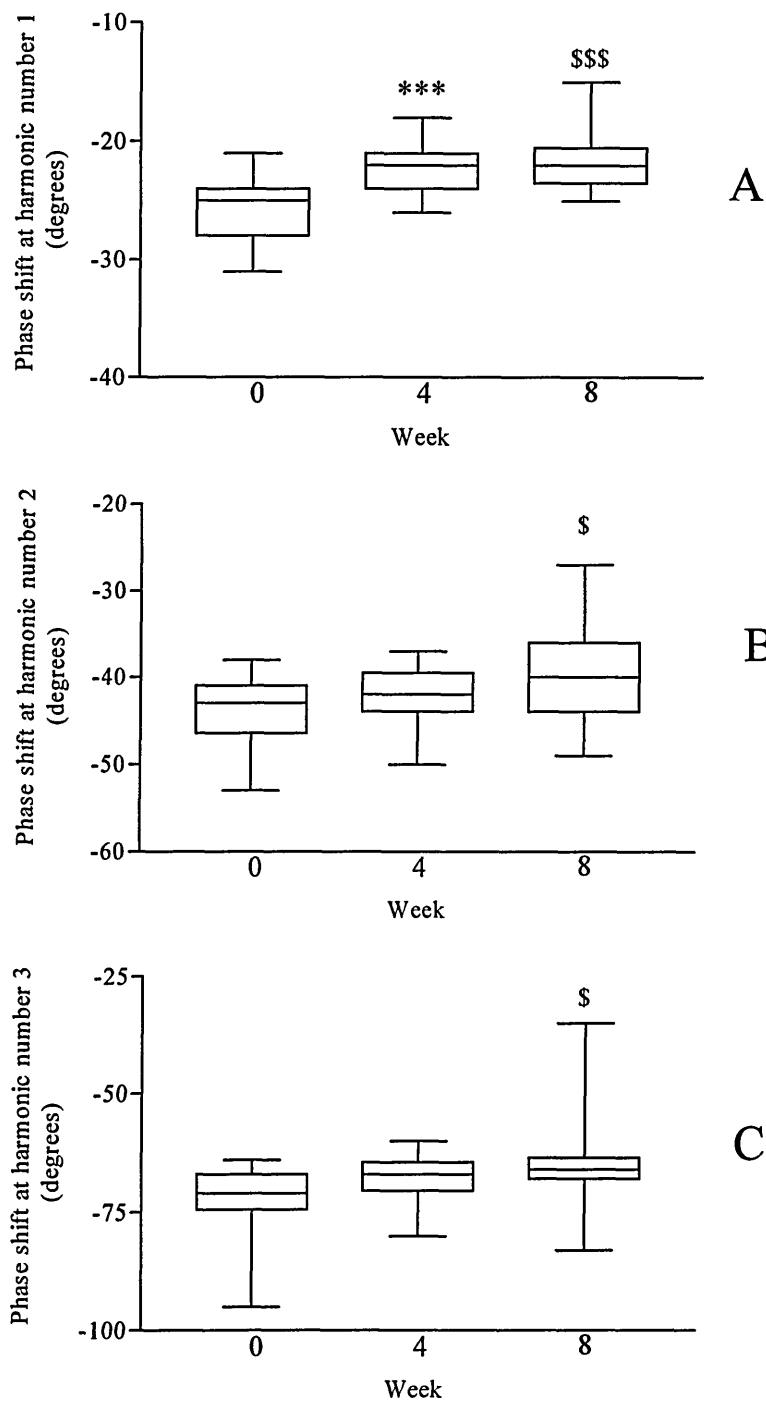 Phase shift at harmonic number 1
(degrees)
-10
-20
-30
-40
***
$$$
0
4
8
Week
A
Phase shift at harmonic number 2
(degrees)
-20
-30
-40
-50
-60
$
0
4
8
Week
B
Phase shift at harmonic number 3
(degrees)
-25
-50
-75
-100
$
0
4
8
Week
C